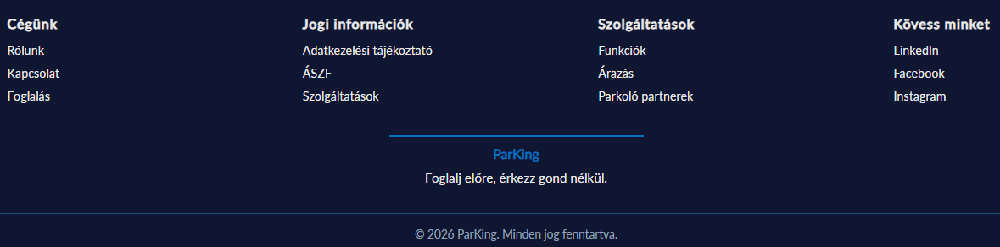 Cégünk
Rólunk
Kapcsolat
Foglalás
Jogi információk
Adatkezelési tájékoztató
ÁSZF
Szolgáltatások
Szolgáltatások
Funkciók
Árazás
Parkoló partnerek
Kövess minket
LinkedIn
Facebook
Instagram
ParKing
Foglalj előre, érkezz gond nélkül.
© 2026 ParKing. Minden jog fenntartva.